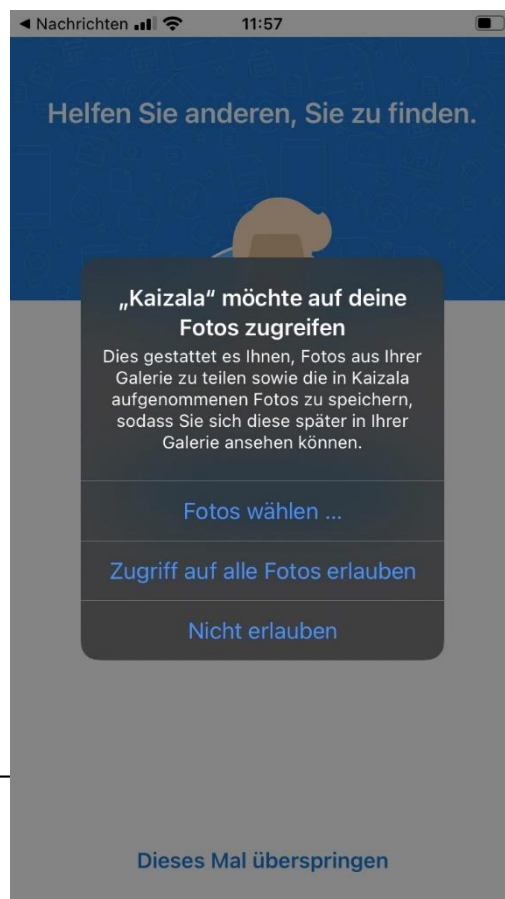 ◀ Nachrichten 11:57
Helfen Sie anderen, Sie zu finden.
„Kaizala“ möchte auf deine
Fotos zugreifen
Dies gestattet es Ihnen, Fotos aus Ihrer
Galerie zu teilen sowie die in Kaizala
aufgenommenen Fotos zu speichern,
sodass Sie sich diese später in Ihrer
Galerie ansehen können.
Fotos wählen ...
Zugriff auf alle Fotos erlauben
Nicht erlauben
Dieses Mal überspringen